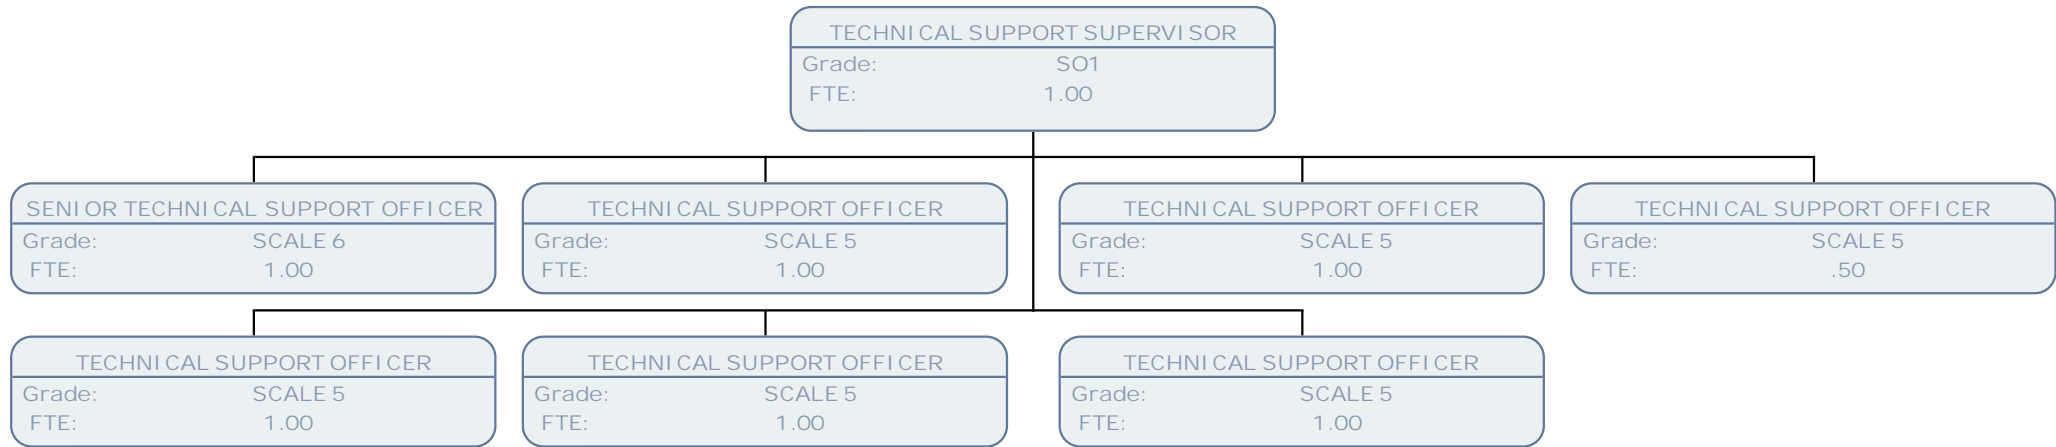 TECHNICAL SUPPORT SUPERVISOR
Grade: SO1
FTE: 1.00
SENIOR TECHNICAL SUPPORT OFFICER
Grade: SCALE 6
FTE: 1.00
TECHNICAL SUPPORT OFFICER
Grade: SCALE 5
FTE: 1.00
TECHNICAL SUPPORT OFFICER
Grade: SCALE 5
FTE: 1.00
TECHNICAL SUPPORT OFFICER
Grade: SCALE 5
FTE: .50
TECHNICAL SUPPORT OFFICER
Grade: SCALE 5
FTE: 1.00
TECHNICAL SUPPORT OFFICER
Grade: SCALE 5
FTE: 1.00
TECHNICAL SUPPORT OFFICER
Grade: SCALE 5
FTE: 1.00